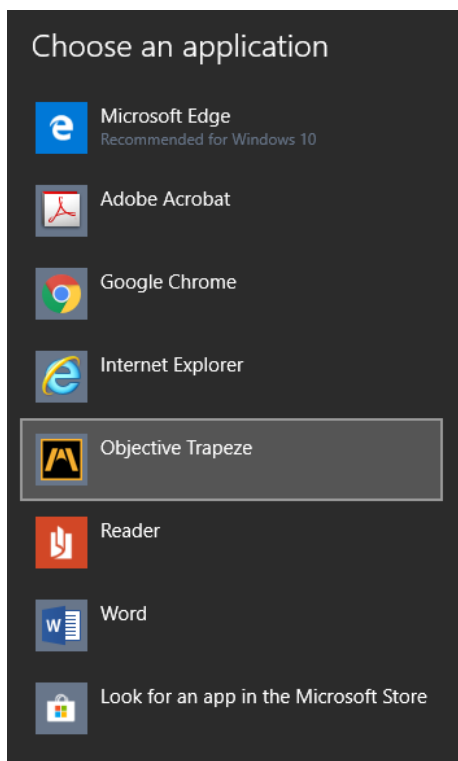 Choose an application
Microsoft Edge
Recommended for Windows 10
Adobe Acrobat
Google Chrome
Internet Explorer
Objective Trapeze
Reader
Word
Look for an app in the Microsoft Store